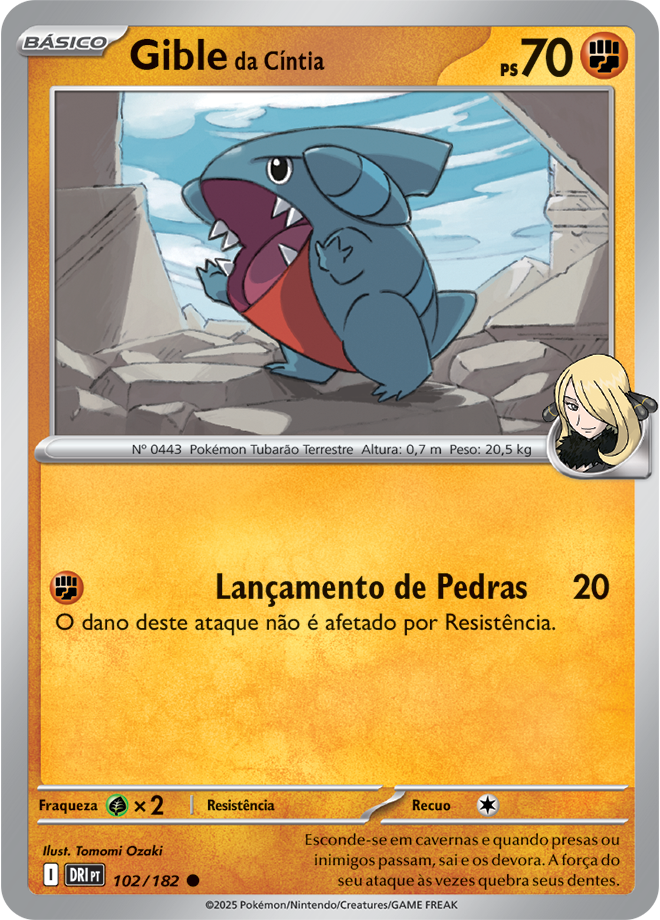 BÁSICO
Gible da Cíntia
PS 70
Nº 0443 Pokémon Tubarão Terrestre Altura: 0,7 m Peso: 20,5 kg
Lançamento de Pedras 20
O dano deste ataque não é afetado por Resistência.
Fraqueza × 2 Resistência Recuo
Ilust. Tomomi Ozaki
I DRI PT 102/182
Esconde-se em cavernas e quando presas ou
inimigos passam, sai e os devora. A força do
seu ataque às vezes quebra seus dentes.
©2025 Pokémon/Nintendo/Creatures/GAME FREAK